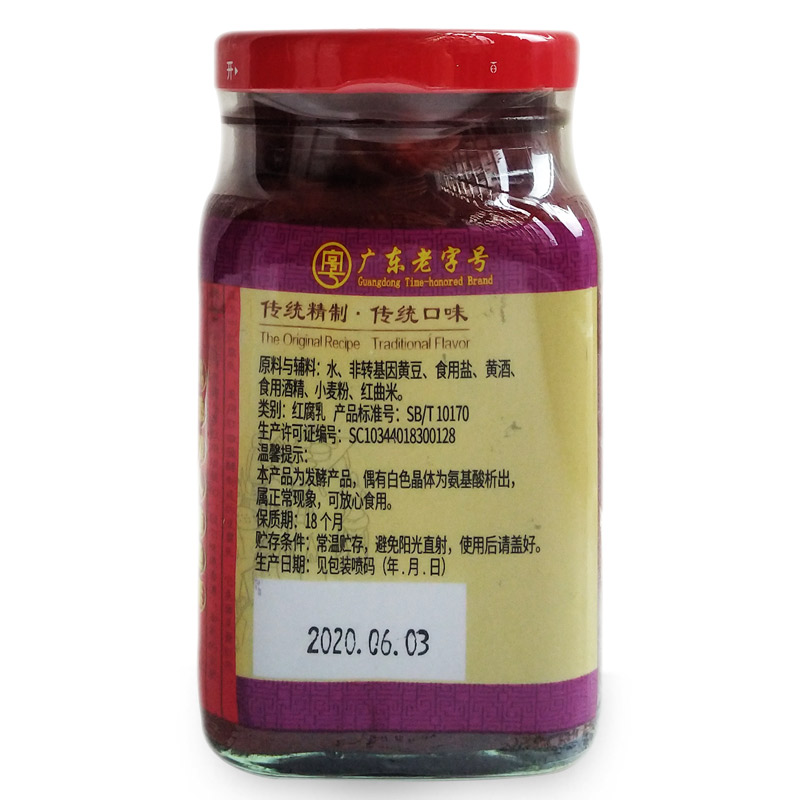 开
广东老字号
Guangdong Time-honored Brand
传统精制·传统口味
The Original Recipe Traditional Flavor
原料与辅料：水、非转基因黄豆、食用盐、黄酒、
食用酒精、小麦粉、红曲米。
类别：红腐乳 产品标准号：SB/T 10170
生产许可证编号：SC10344018300128
温馨提示：
本产品为发酵产品，偶有白色晶体为氨基酸析出，
属正常现象，可放心食用。
保质期：18个月
贮存条件：常温贮存，避免阳光直射，使用后请盖好。
生产日期：见包装喷码（年.月.日）
2020.06.03